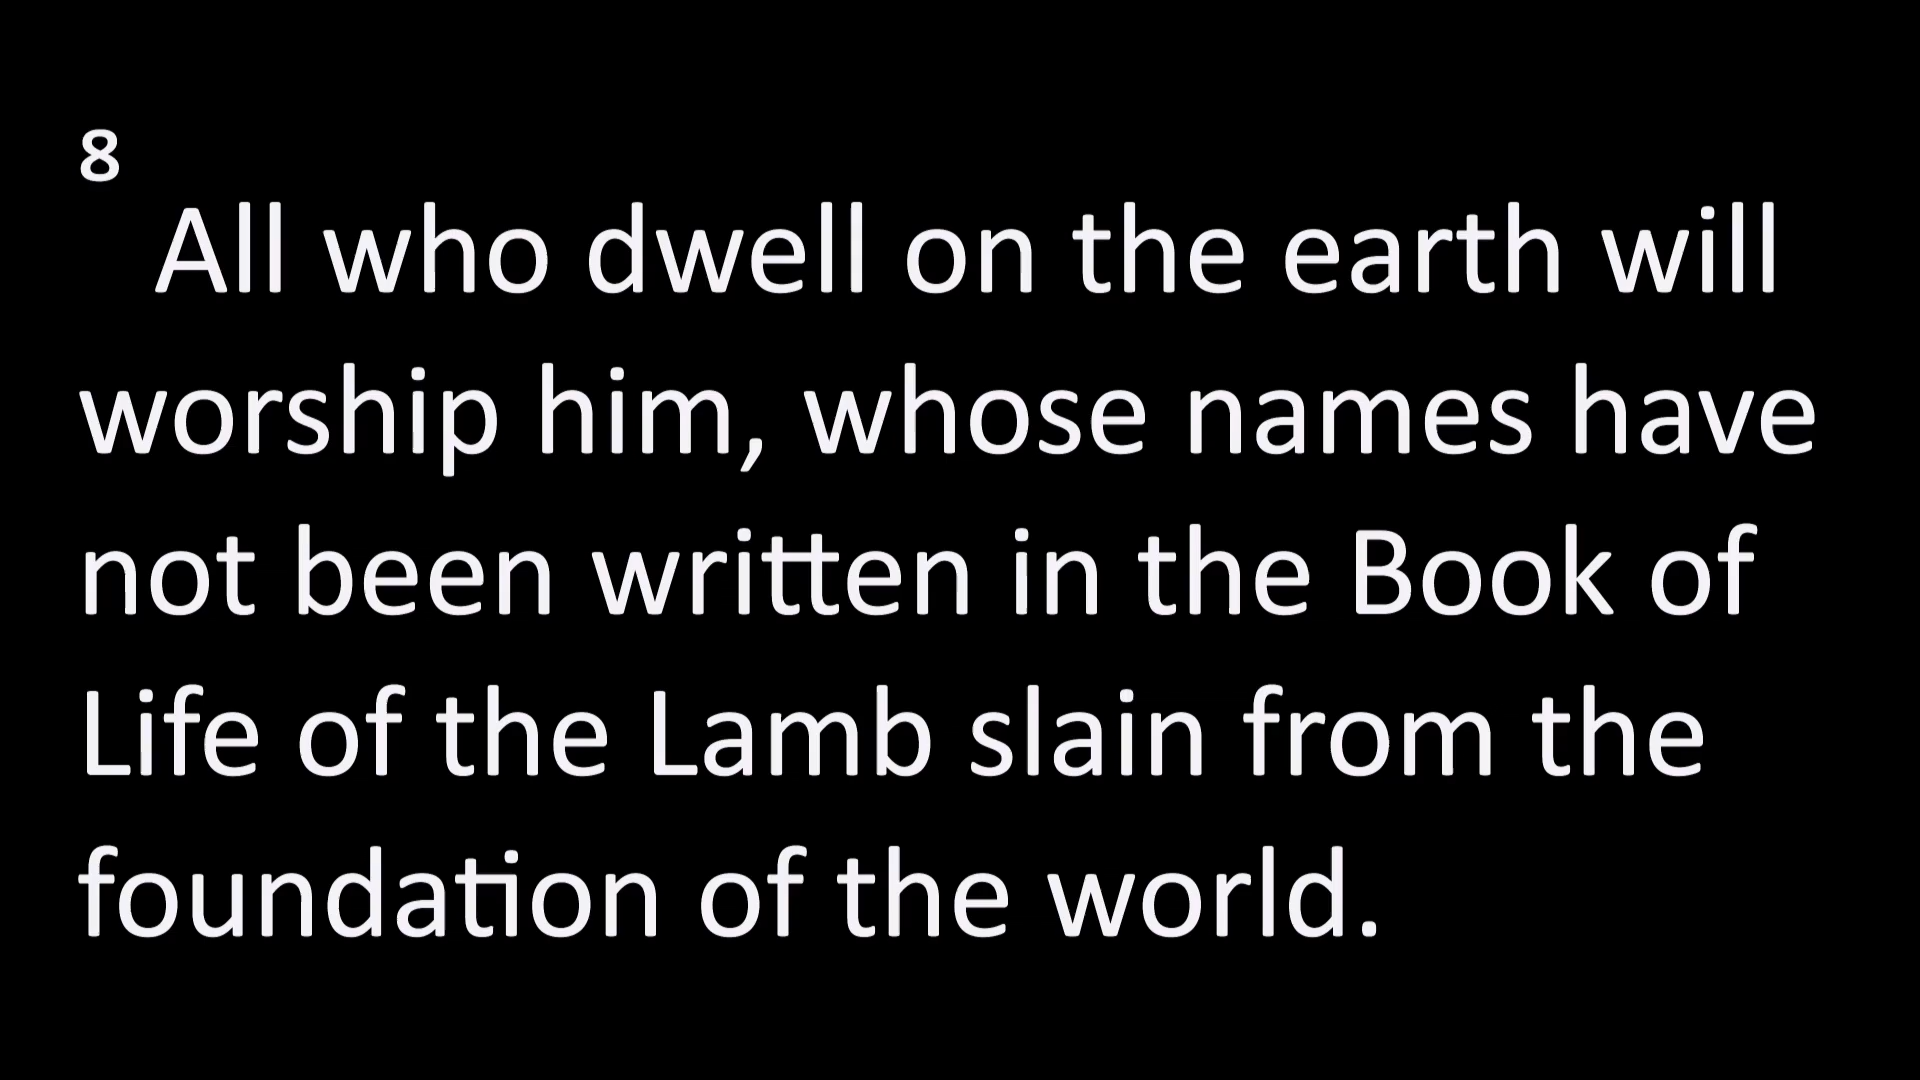 8
All who dwell on the earth will
worship him, whose names have
not been written in the Book of
Life of the Lamb slain from the
foundation of the world.